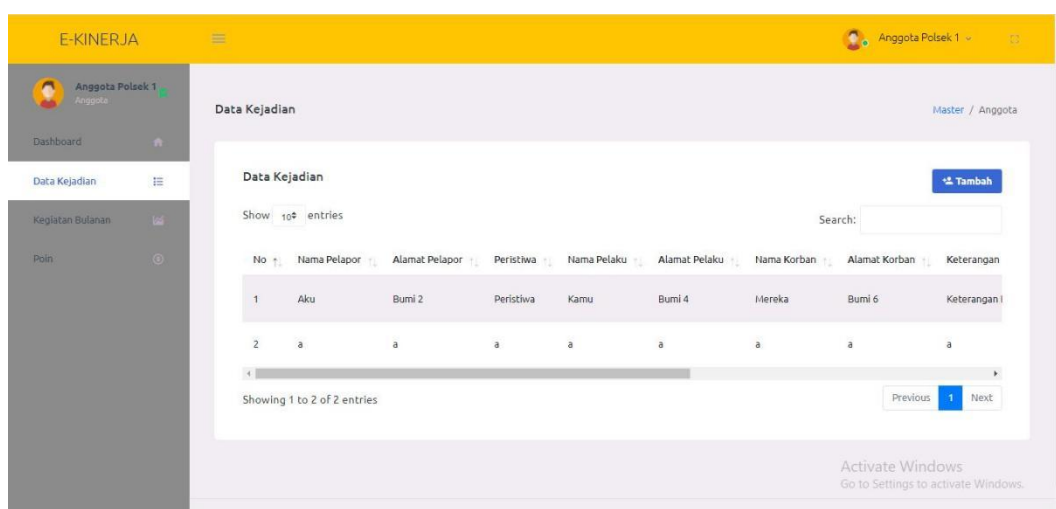 E-KINERJA
Anggota Polsek 1
Anggota Polsek 1
Anggota
Dashboard
Data Kejadian
Kegiatan Bulanan
Poin
Data Kejadian
Master / Anggota
Data Kejadian
Tambah
Show 10 entries
Search:
No Nama Pelapor Alamat Pelapor Peristiwa Nama Pelaku Alamat Pelaku Nama Korban Alamat Korban Keterangan
1 Aku Bumi 2 Peristiwa Kamu Bumi 4 Mereka Bumi 6 Keterangan
2 a a a a a a a a
Showing 1 to 2 of 2 entries
Previous 1 Next
Activate Windows
Go to Settings to activate Windows.